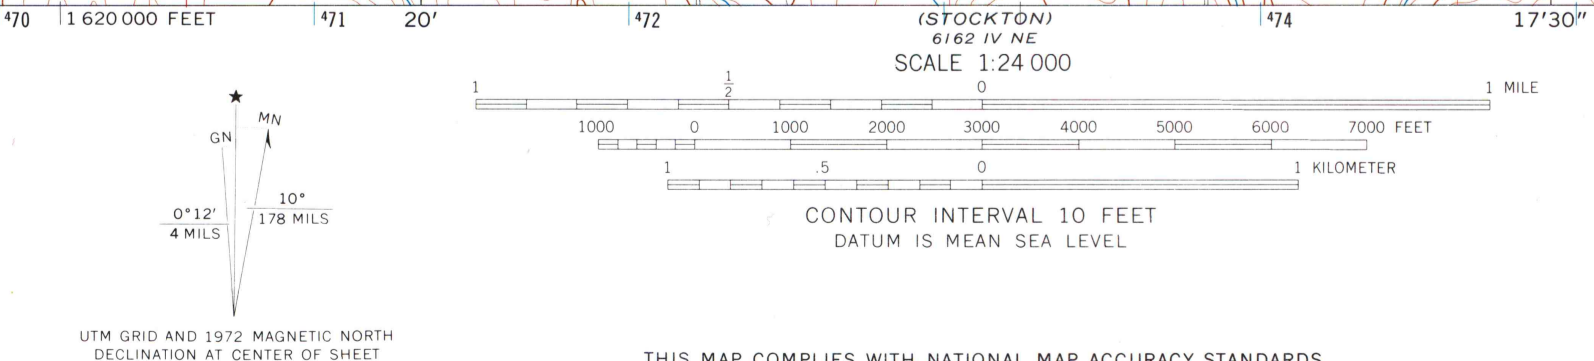 ⁴70 1 620 000 FEET ⁴71 20' ⁴72 (STOCKTON) ⁴74 17'30"
6162 IV NE
SCALE 1:24 000
1 1/2 0 1 MILE
1000 0 1000 2000 3000 4000 5000 6000 7000 FEET
1 .5 0 1 KILOMETER
CONTOUR INTERVAL 10 FEET
DATUM IS MEAN SEA LEVEL
★
GN MN
0°12'
4 MILS
10°
178 MILS
UTM GRID AND 1972 MAGNETIC NORTH
DECLINATION AT CENTER OF SHEET
THIS MAP COMPLIES WITH NATIONAL MAP ACCURACY STANDARDS